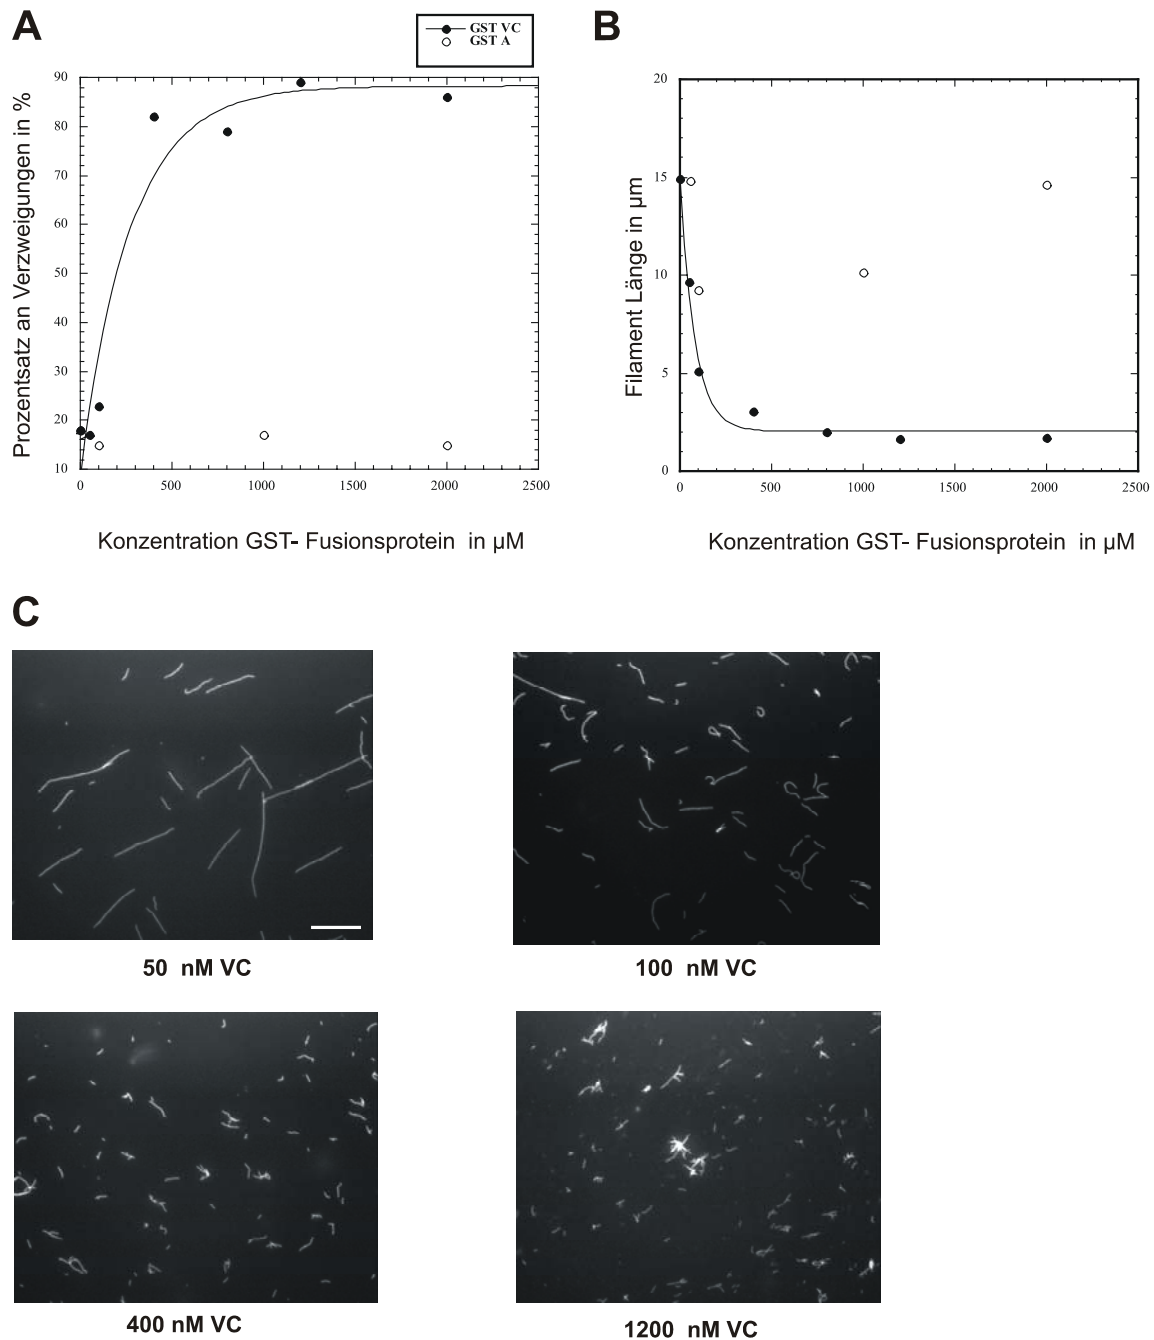 A
GST VC
GST A
Prozentsatz an Verzweigungen in %
90
80
70
60
50
40
30
20
10
0 500 1000 1500 2000 2500
Konzentration GST- Fusionsprotein in µM
B
Filament Länge in µm
20
15
10
5
0
0 500 1000 1500 2000 2500
Konzentration GST- Fusionsprotein in µM
C
50 nM VC
100 nM VC
400 nM VC
1200 nM VC